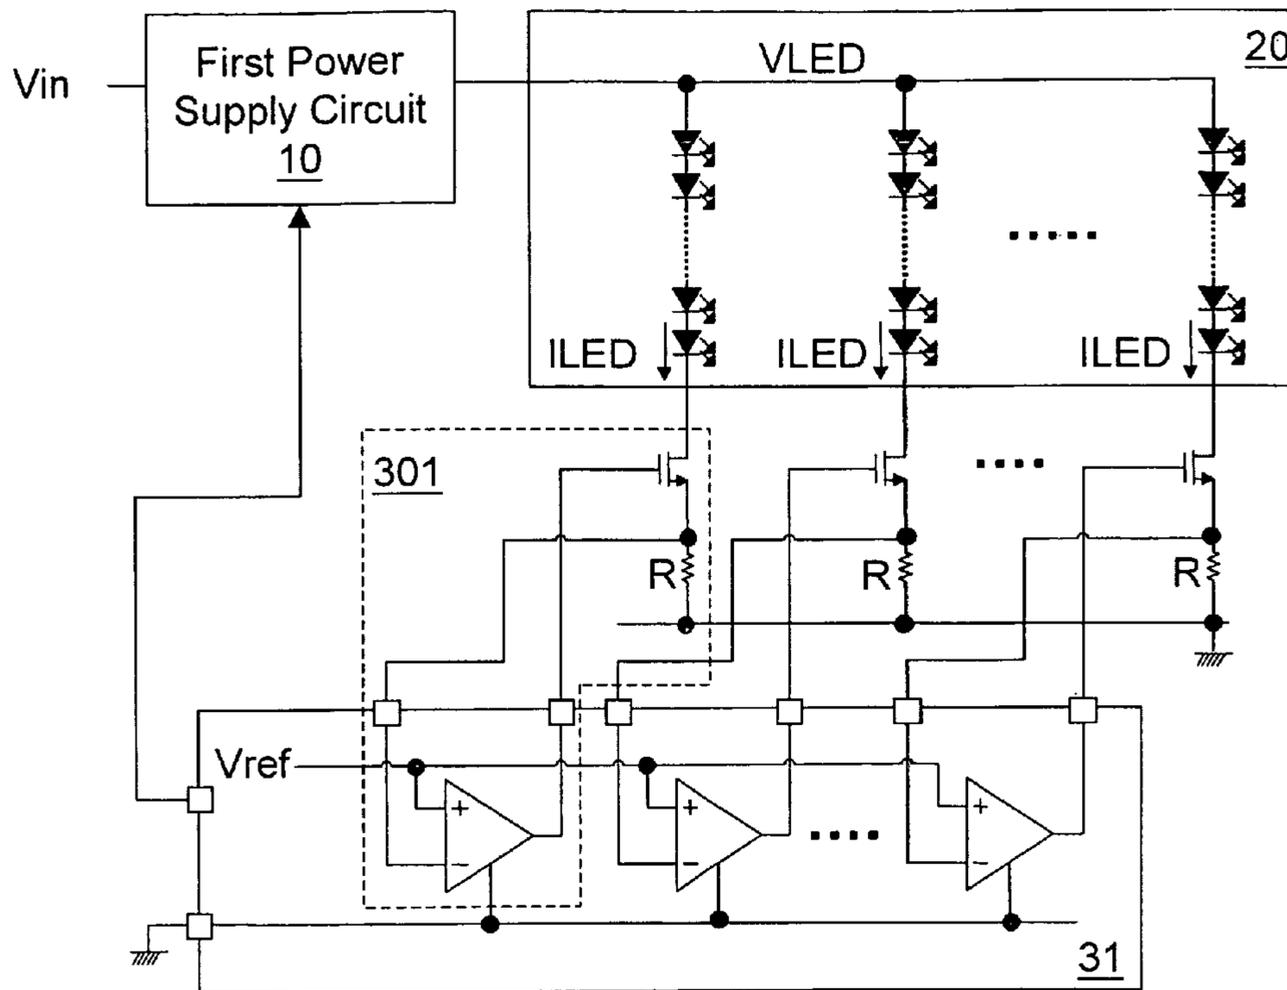 20
VLED
Vin
First Power
Supply Circuit
10
ILED
ILED
ILED
301
R
R
R
Vref
+
+
+
−
−
−
31